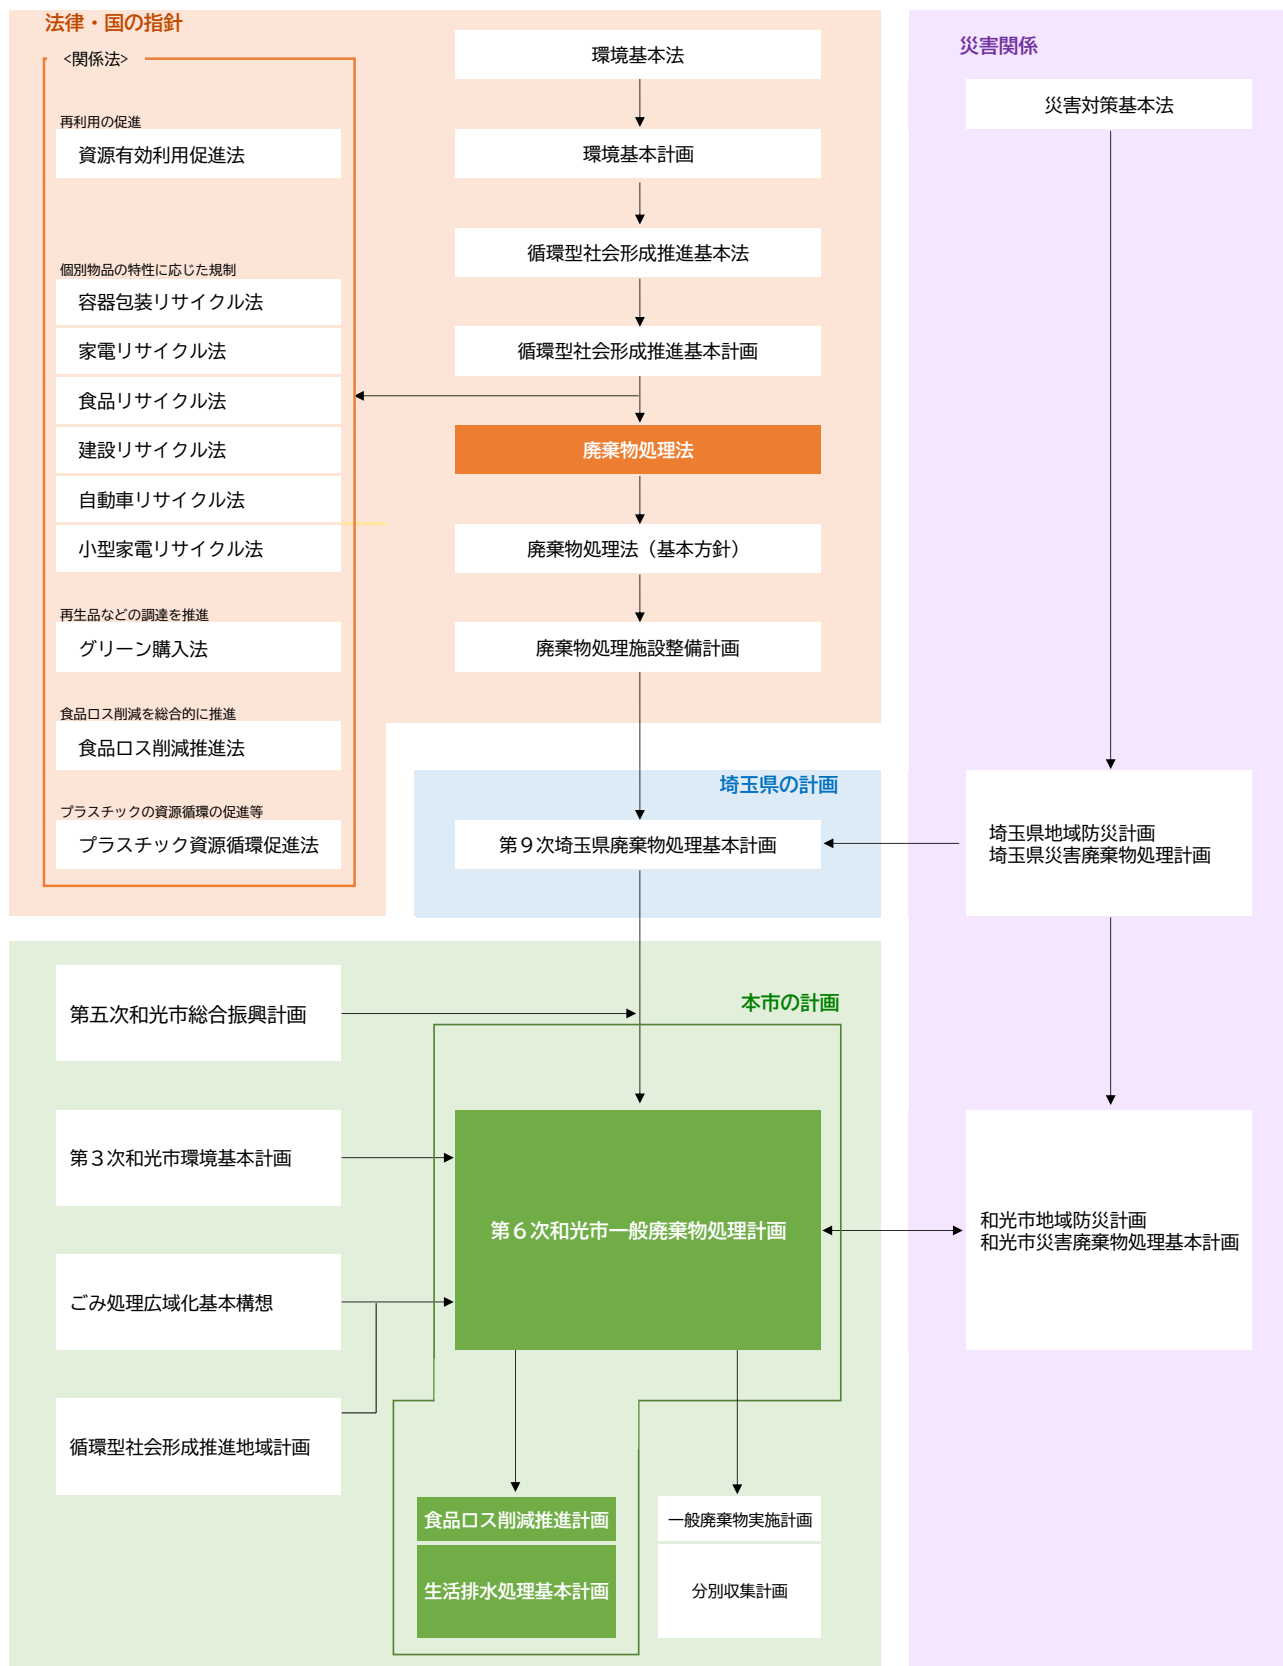 法律・国の指針
<関係法>
再利用の促進
資源有効利用促進法
個別物品の特性に応じた規制
容器包装リサイクル法
家電リサイクル法
食品リサイクル法
建設リサイクル法
自動車リサイクル法
小型家電リサイクル法
再生品などの調達を推進
グリーン購入法
食品ロス削減を総合的に推進
食品ロス削減推進法
プラスチックの資源循環の促進等
プラスチック資源循環促進法
環境基本法
環境基本計画
循環型社会形成推進基本法
循環型社会形成推進基本計画
廃棄物処理法
廃棄物処理法（基本方針）
廃棄物処理施設整備計画
埼玉県の計画
第９次埼玉県廃棄物処理基本計画
災害関係
災害対策基本法
埼玉県地域防災計画
埼玉県災害廃棄物処理計画
和光市地域防災計画
和光市災害廃棄物処理基本計画
本市の計画
第五次和光市総合振興計画
第３次和光市環境基本計画
ごみ処理広域化基本構想
循環型社会形成推進地域計画
第６次和光市一般廃棄物処理計画
食品ロス削減推進計画
生活排水処理基本計画
一般廃棄物実施計画
分別収集計画